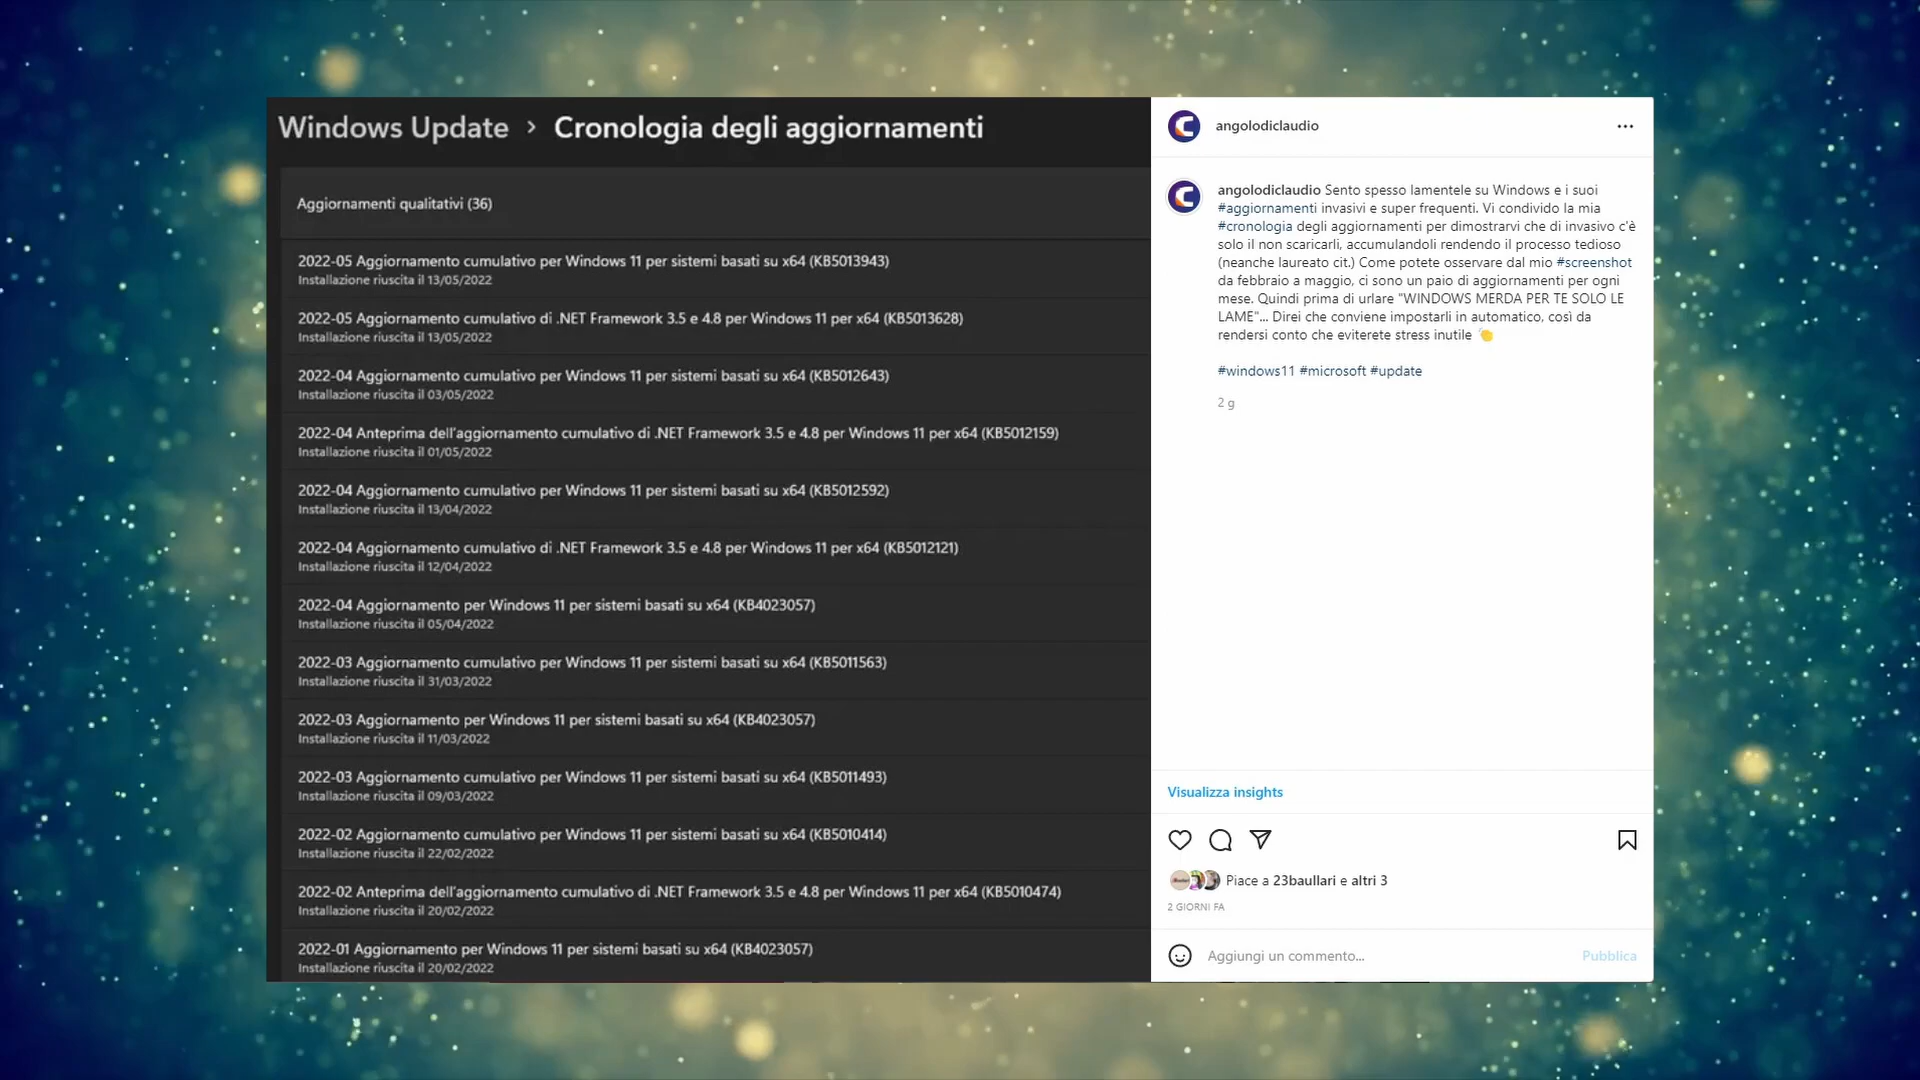 Windows Update > Cronologia degli aggiornamenti
Aggiornamenti qualitativi (36)
2022-05 Aggiornamento cumulativo per Windows 11 per sistemi basati su x64 (KB5013943)
Installazione riuscita il 13/05/2022
2022-05 Aggiornamento cumulativo di .NET Framework 3.5 e 4.8 per Windows 11 per x64 (KB5013628)
Installazione riuscita il 13/05/2022
2022-04 Aggiornamento cumulativo per Windows 11 per sistemi basati su x64 (KB5012643)
Installazione riuscita il 03/05/2022
2022-04 Anteprima dell'aggiornamento cumulativo di .NET Framework 3.5 e 4.8 per Windows 11 per x64 (KB5012159)
Installazione riuscita il 01/05/2022
2022-04 Aggiornamento cumulativo per Windows 11 per sistemi basati su x64 (KB5012592)
Installazione riuscita il 13/04/2022
2022-04 Aggiornamento cumulativo di .NET Framework 3.5 e 4.8 per Windows 11 per x64 (KB5012121)
Installazione riuscita il 12/04/2022
2022-04 Aggiornamento per Windows 11 per sistemi basati su x64 (KB4023057)
Installazione riuscita il 05/04/2022
2022-03 Aggiornamento cumulativo per Windows 11 per sistemi basati su x64 (KB5011563)
Installazione riuscita il 31/03/2022
2022-03 Aggiornamento per Windows 11 per sistemi basati su x64 (KB4023057)
Installazione riuscita il 11/03/2022
2022-03 Aggiornamento cumulativo per Windows 11 per sistemi basati su x64 (KB5011493)
Installazione riuscita il 09/03/2022
2022-02 Aggiornamento cumulativo per Windows 11 per sistemi basati su x64 (KB5010414)
Installazione riuscita il 22/02/2022
2022-02 Anteprima dell'aggiornamento cumulativo di .NET Framework 3.5 e 4.8 per Windows 11 per x64 (KB5010474)
Installazione riuscita il 20/02/2022
2022-01 Aggiornamento per Windows 11 per sistemi basati su x64 (KB4023057)
Installazione riuscita il 20/02/2022
angolodiclaudio
angolodiclaudio Sento spesso lamentele su Windows e i suoi
#aggiornamenti invasivi e super frequenti. Vi condivido la mia
#cronologia degli aggiornamenti per dimostrarvi che di invasivo c'è
solo il non scaricarli, accumulandoli rendendo il processo tedioso
(neanche laureato cit.) Come potete osservare dal mio #screenshot
da febbraio a maggio, ci sono un paio di aggiornamenti per ogni
mese. Quindi prima di urlare "WINDOWS MERDA PER TE SOLO LE
LAME"... Direi che conviene impostarli in automatico, così da
rendersi conto che eviterete stress inutile 👏
#windows11 #microsoft #update
2 g
Visualizza insights
Piace a 23baullari e altri 3
2 GIORNI FA
Aggiungi un commento...
Pubblica